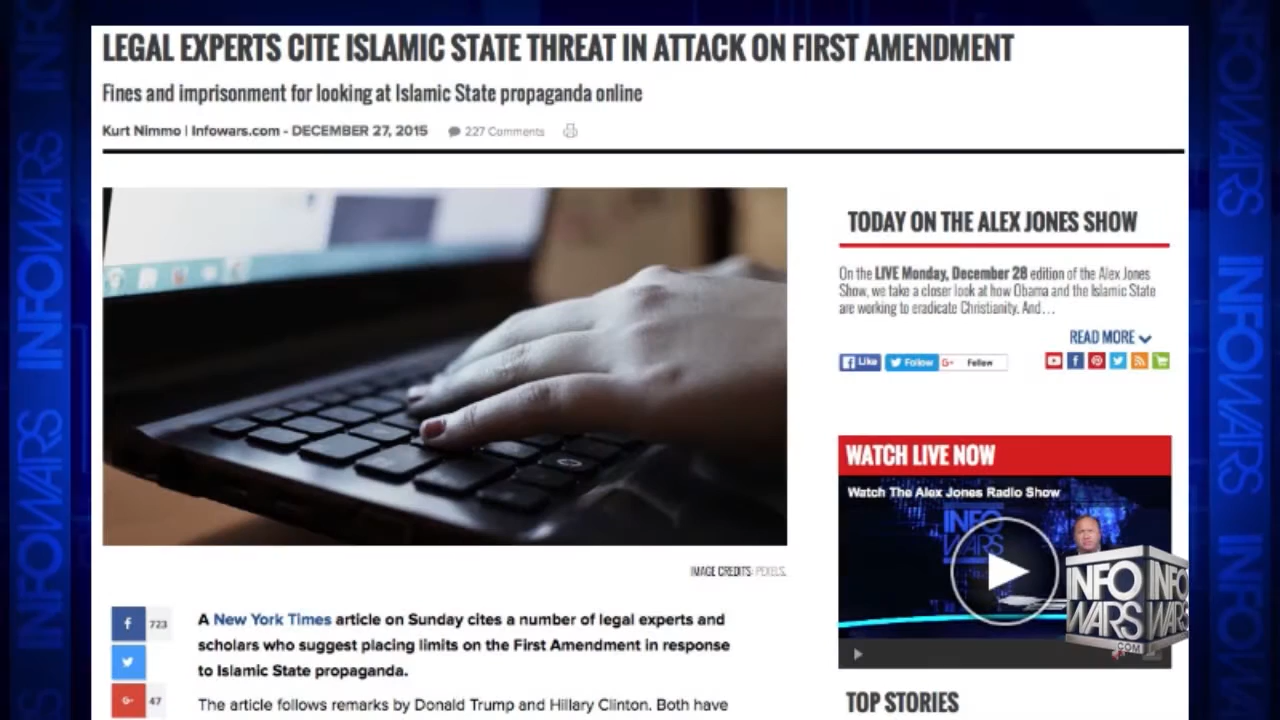 LEGAL EXPERTS CITE ISLAMIC STATE THREAT IN ATTACK ON FIRST AMENDMENT
Fines and imprisonment for looking at Islamic State propaganda online
Kurt Nimmo | Infowars.com - DECEMBER 27, 2015 227 Comments
IMAGE CREDITS: PEXELS.
723
47
A New York Times article on Sunday cites a number of legal experts and
scholars who suggest placing limits on the First Amendment in response
to Islamic State propaganda.
The article follows remarks by Donald Trump and Hillary Clinton. Both have
TODAY ON THE ALEX JONES SHOW
On the LIVE Monday, December 28 edition of the Alex Jones
Show, we take a closer look at how Obama and the Islamic State
are working to eradicate Christianity. And…
READ MORE
Like Follow G+ Follow
WATCH LIVE NOW
Watch The Alex Jones Radio Show
INFO
WARS
INFO
WARS
.COM
TOP STORIES
INFOWARS
INFOWARS